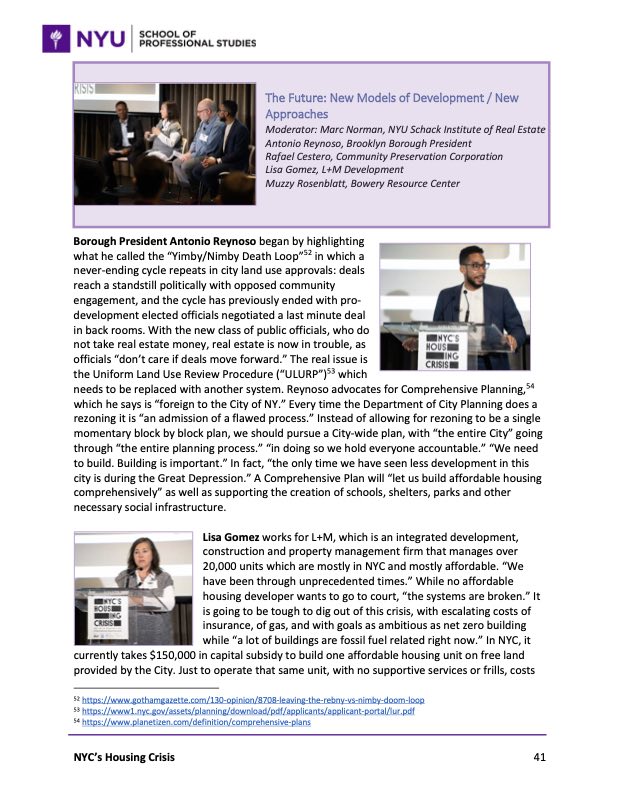 NYU
SCHOOL OF
PROFESSIONAL STUDIES
RISIS
The Future: New Models of Development / New
Approaches
Moderator: Marc Norman, NYU Schack Institute of Real Estate
Antonio Reynoso, Brooklyn Borough President
Rafael Cestero, Community Preservation Corporation
Lisa Gomez, L+M Development
Muzzy Rosenblatt, Bowery Resource Center
Borough President Antonio Reynoso began by highlighting
what he called the “Yimby/Nimby Death Loop”52 in which a
never-ending cycle repeats in city land use approvals: deals
reach a standstill politically with opposed community
engagement, and the cycle has previously ended with pro-
development elected officials negotiated a last minute deal
in back rooms. With the new class of public officials, who do
not take real estate money, real estate is now in trouble, as
officials “don’t care if deals move forward.” The real issue is
the Uniform Land Use Review Procedure (“ULURP”)53 which
needs to be replaced with another system. Reynoso advocates for Comprehensive Planning,54
which he says is “foreign to the City of NY.” Every time the Department of City Planning does a
rezoning it is “an admission of a flawed process.” Instead of allowing for rezoning to be a single
momentary block by block plan, we should pursue a City-wide plan, with “the entire City” going
through “the entire planning process.” “in doing so we hold everyone accountable.” “We need
to build. Building is important.” In fact, “the only time we have seen less development in this
city is during the Great Depression.” A Comprehensive Plan will “let us build affordable housing
comprehensively” as well as supporting the creation of schools, shelters, parks and other
necessary social infrastructure.
NYC'S
HOUS
ING
CRISIS
Lisa Gomez works for L+M, which is an integrated development,
construction and property management firm that manages over
20,000 units which are mostly in NYC and mostly affordable. “We
have been through unprecedented times.” While no affordable
housing developer wants to go to court, “the systems are broken.” It
is going to be tough to dig out of this crisis, with escalating costs of
insurance, of gas, and with goals as ambitious as net zero building
while “a lot of buildings are fossil fuel related right now.” In NYC, it
currently takes $150,000 in capital subsidy to build one affordable housing unit on free land
provided by the City. Just to operate that same unit, with no supportive services or frills, costs
NYC'S
HOUS
ING
CRISIS
52 https://www.gothamgazette.com/130-opinion/8708-leaving-the-rebny-vs-nimby-doom-loop
53 https://www1.nyc.gov/assets/planning/download/pdf/applicants/applicant-portal/lur.pdf
54 https://www.planetizen.com/definition/comprehensive-plans
NYC’s Housing Crisis 41